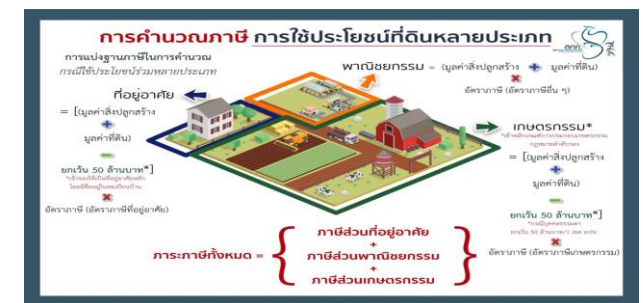 การคำนวณภาษี การใช้ประโยชน์ที่ดินหลายประเภท
การแบ่งฐานภาษีในการคำนวณ
กรณีใช้ประโยชน์ร่วมหลายประเภท
พาณิชยกรรม = (มูลค่าสิ่งปลูกสร้าง + มูลค่าที่ดิน)
×
อัตราภาษี (อัตราภาษีอื่น ๆ)
ที่อยู่อาศัย
= [(มูลค่าสิ่งปลูกสร้าง
+
มูลค่าที่ดิน)
-
ยกเว้น 50 ล้านบาท*]
×
อัตราภาษี (อัตราภาษีที่อยู่อาศัย)
เกษตรกรรม*
= [(มูลค่าสิ่งปลูกสร้าง
+
มูลค่าที่ดิน)
-
ยกเว้น 50 ล้านบาท*]
×
อัตราภาษี (อัตราภาษีเกษตรกรรม)
ภาระภาษีทั้งหมด =
ภาษีส่วนที่อยู่อาศัย
+
ภาษีส่วนพาณิชยกรรม
+
ภาษีส่วนเกษตรกรรม